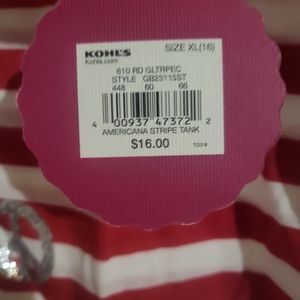 KOHL'S SIZE XL(16)
Kohls.com
610 RD GLTRPEC
STYLE GB23115ST
448 60 66
4 00937 47372 2
AMERICANA STRIPE TANK
$16.00